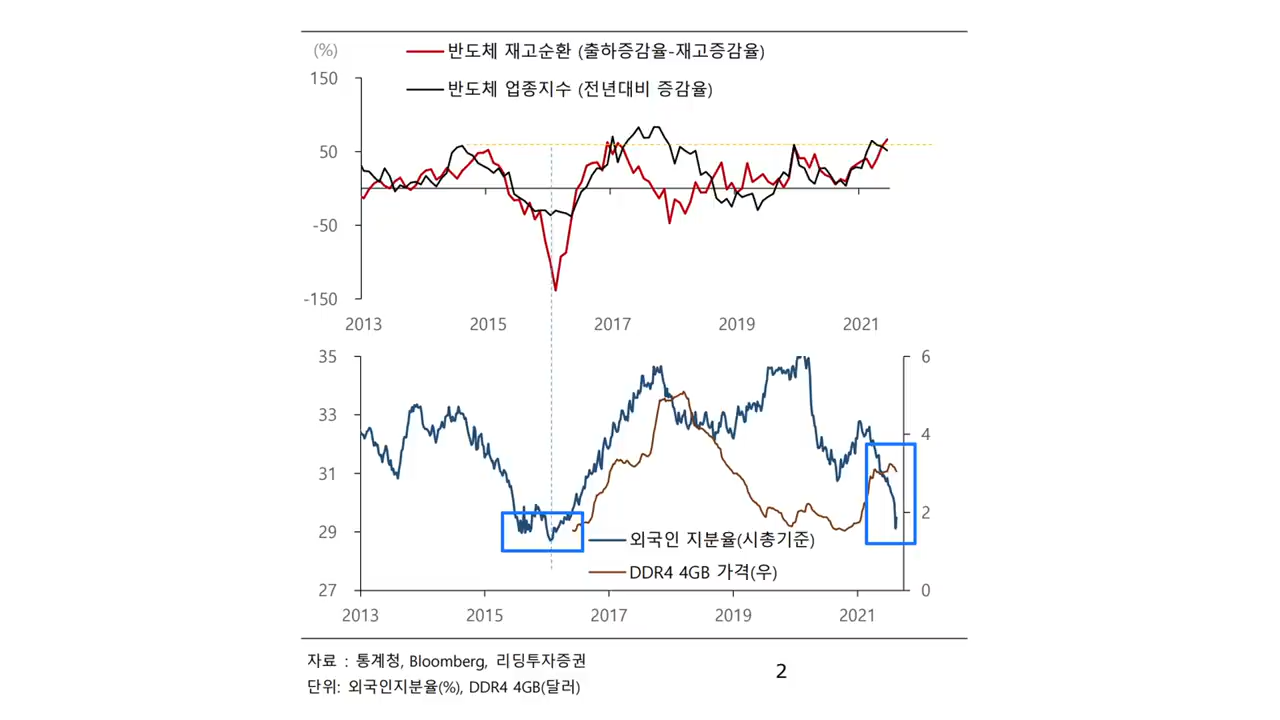 (%)
반도체 재고순환 (출하증감율-재고증감율)
반도체 업종지수 (전년대비 증감율)
150
50
-50
-150
2013 2015 2017 2019 2021
35 6
33
4
31
2
29
외국인 지분율(시총기준)
DDR4 4GB 가격(우)
27 0
2013 2015 2017 2019 2021
자료 : 통계청, Bloomberg, 리딩투자증권
단위: 외국인지분율(%), DDR4 4GB(달러)
2